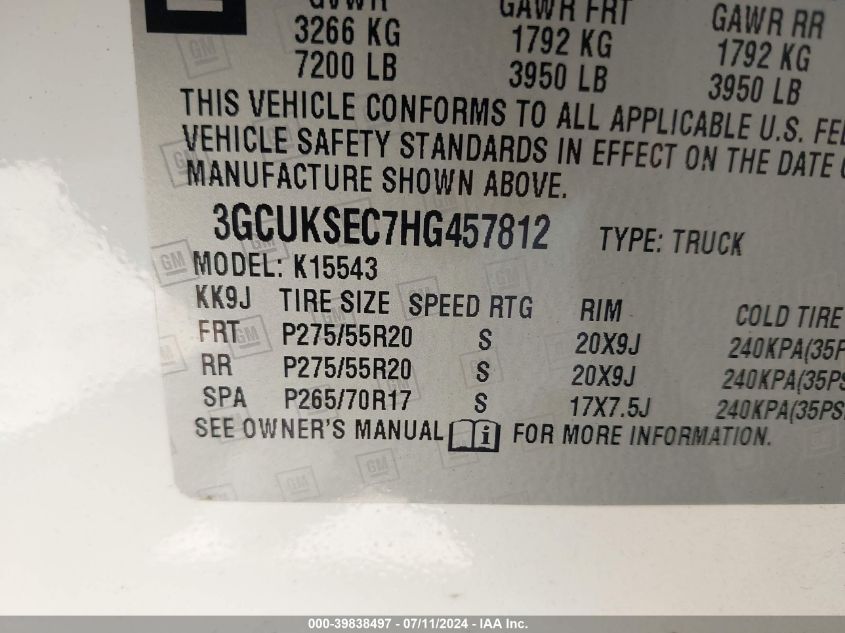 GVWR GAWR FRT GAWR RR
3266 KG 1792 KG 1792 KG
7200 LB 3950 LB 3950 LB
THIS VEHICLE CONFORMS TO ALL APPLICABLE U.S.
VEHICLE SAFETY STANDARDS IN EFFECT ON THE DATE
MANUFACTURE SHOWN ABOVE.
3GCUKSEC7HG457812 TYPE: TRUCK
MODEL: K15543
KK9J TIRE SIZE SPEED RTG RIM COLD TIRE
FRT P275/55R20 S 20X9J 240KPA(35P
RR P275/55R20 S 20X9J 240KPA(35PS
SPA P265/70R17 S 17X7.5J 240KPA(35PS
SEE OWNER'S MANUAL i FOR MORE INFORMATION.
GM
000-39838497 - 07/11/2024 - IAA Inc.